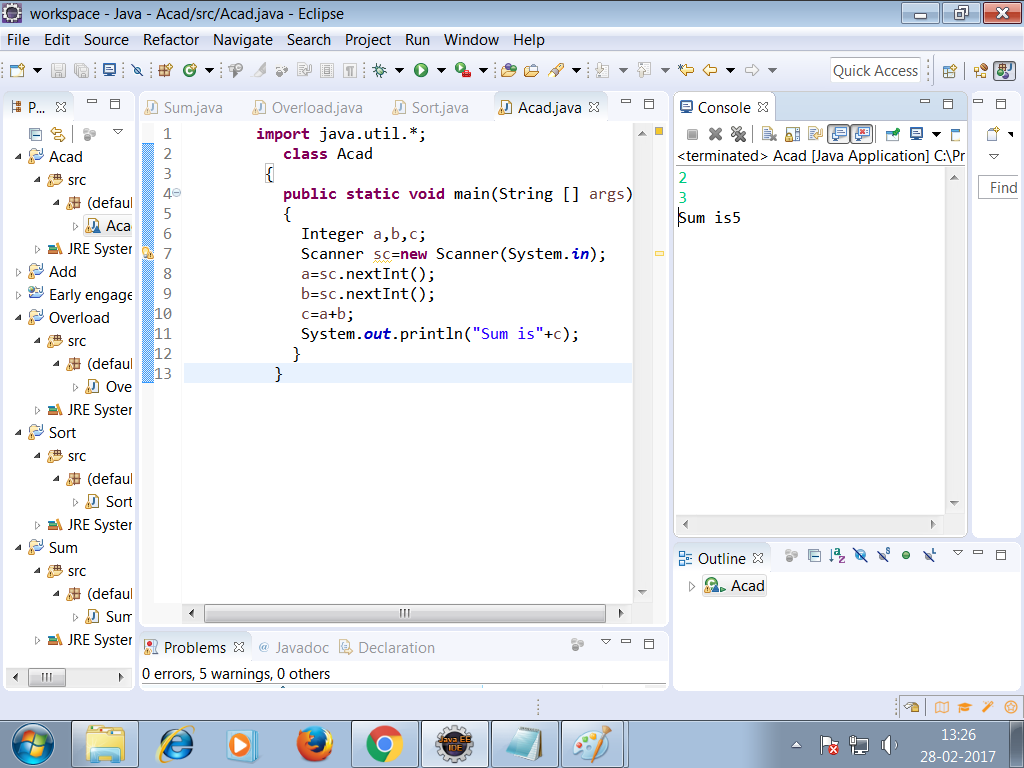 workspace - Java - Acad/src/Acad.java - Eclipse
File Edit Source Refactor Navigate Search Project Run Window Help
Quick Access
P...
Acad
src
(defaul
Aca
JRE System
Add
Early engage
Overload
src
(defaul
Ove
JRE System
Sort
src
(defaul
Sort
JRE System
Sum
src
(defaul
Sum
JRE System
Sum.java Overload.java Sort.java Acad.java
1 import java.util.*;
2 class Acad
3 {
4 public static void main(String [] args)
5 {
6 Integer a,b,c;
7 Scanner sc=new Scanner(System.in);
8 a=sc.nextInt();
9 b=sc.nextInt();
10 c=a+b;
11 System.out.println("Sum is"+c);
12 }
13 }
Problems @ Javadoc Declaration
0 errors, 5 warnings, 0 others
Console
<terminated> Acad [Java Application] C:\Pr
2
3
Sum is5
Find
Outline
Acad
Java EE
IDE
13:26
28-02-2017